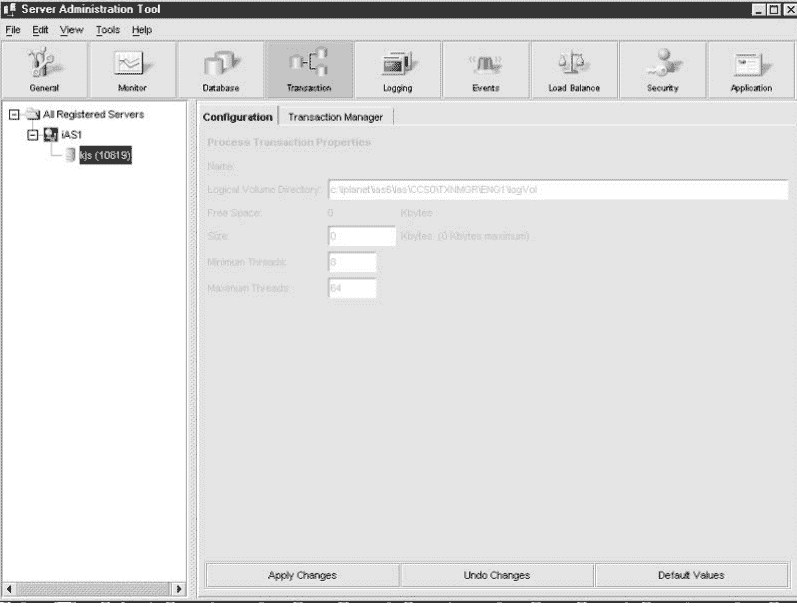 Server Administration Tool
File Edit View Tools Help
General Monitor Database Transaction Logging Events Load Balance Security Application
All Registered Servers
iAS1
kjs (10819)
Configuration Transaction Manager
Process Transaction Properties
Name:
Logical Volume Directory: c:\iplanet\ias6\ias\CCS0\TXNMGR\ENG1\logVol
Free Space: 0 Kbytes
Size: 0 Kbytes (0 Kbytes maximum)
Minimum Threads: 8
Maximum Threads: 64
Apply Changes Undo Changes Default Values